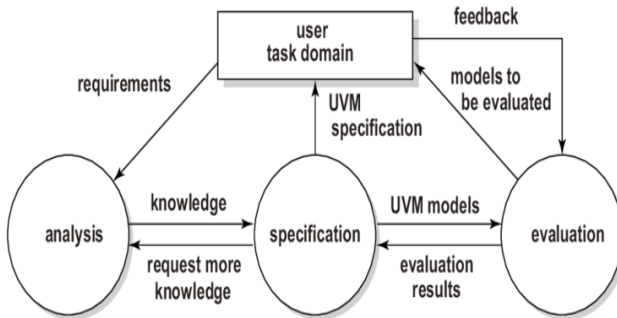 user
task domain
feedback
requirements
models to
be evaluated
UVM
specification
knowledge
UVM models
analysis
specification
evaluation
request more
knowledge
evaluation
results